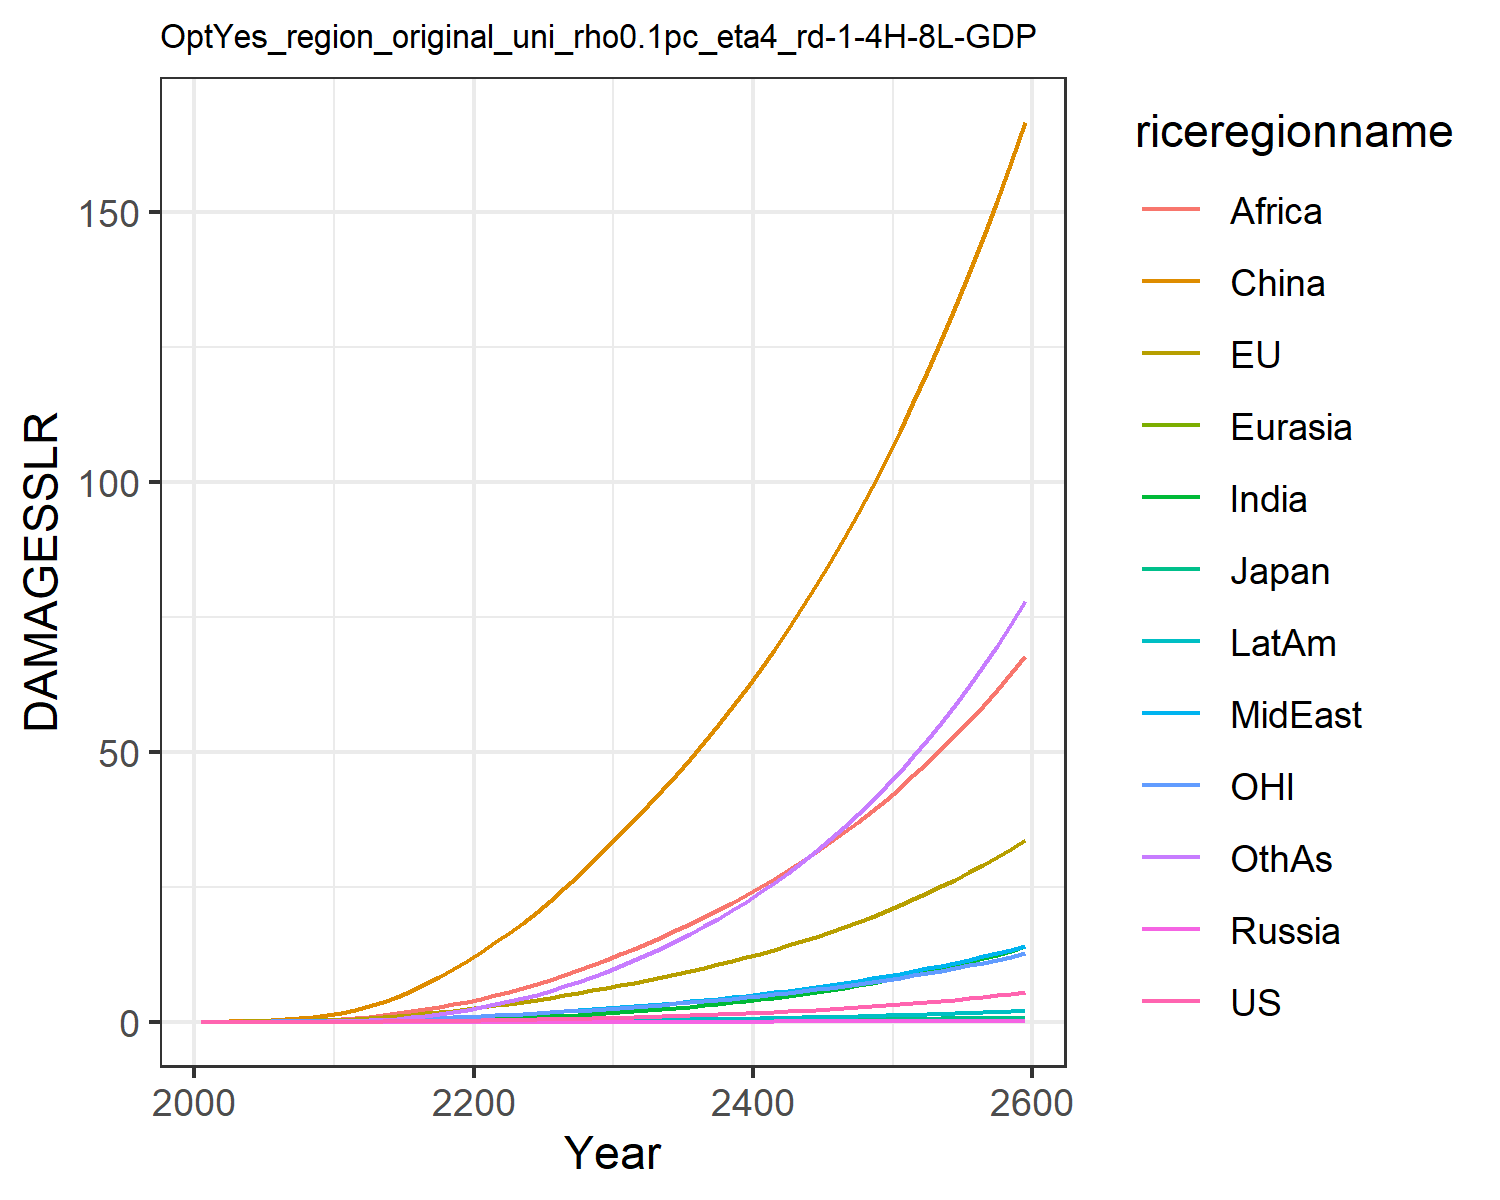 OptYes_region_original_uni_rho0.1pc_eta4_rd-1-4H-8L-GDP
DAMAGESSLR
150
100
50
0
2000
2200
2400
2600
Year
riceregionname
Africa
China
EU
Eurasia
India
Japan
LatAm
MidEast
OHI
OthAs
Russia
US